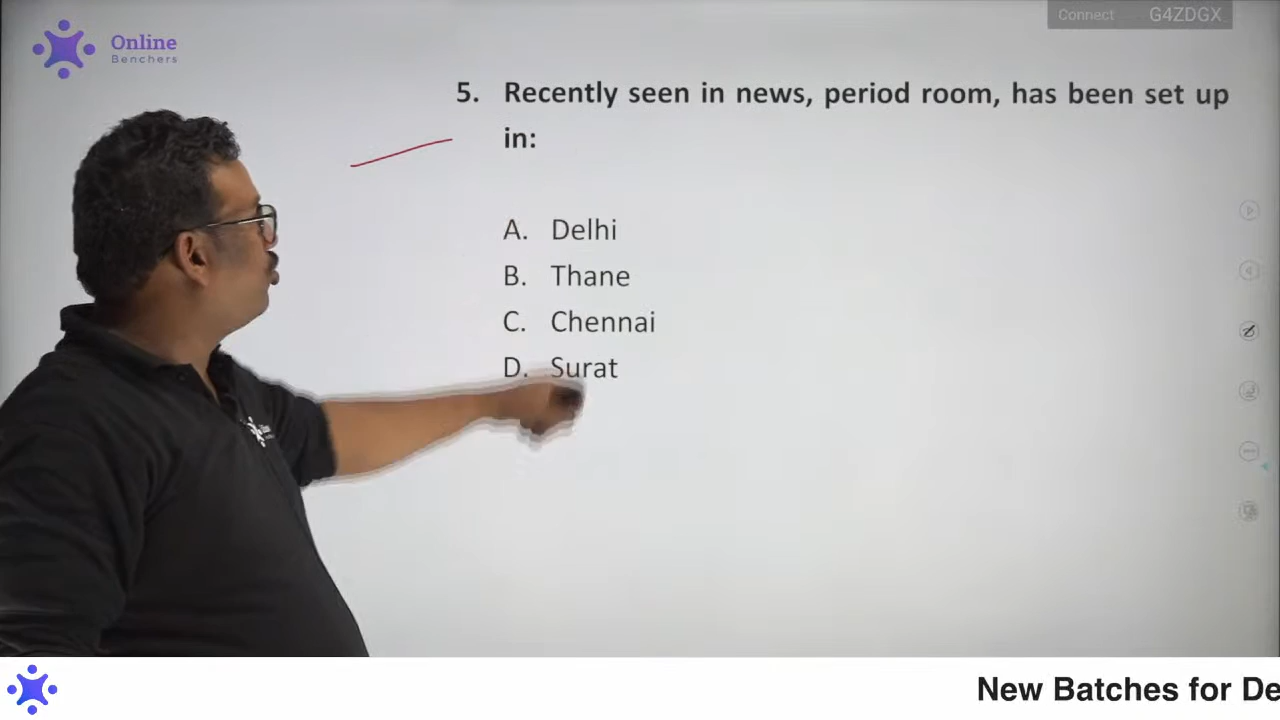 Connect G4ZDGX
Online
Benchers
5. Recently seen in news, period room, has been set up
in:
A. Delhi
B. Thane
C. Chennai
D. Surat
New Batches for De